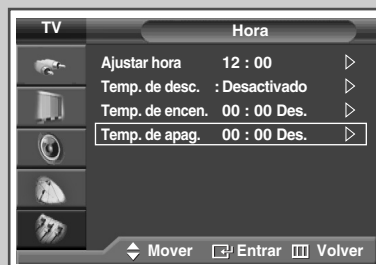 TV Hora
Ajustar hora 12 : 00
Temp. de desc. : Desactivado
Temp. de encen. 00 : 00 Des.
Temp. de apag. 00 : 00 Des.
Mover Entrar Volver